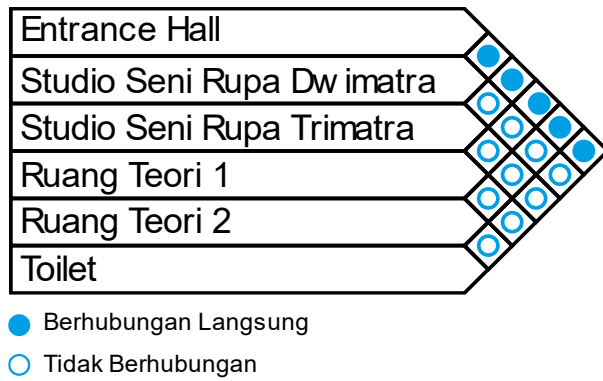 Entrance Hall
Studio Seni Rupa Dw imatra
Studio Seni Rupa Trimatra
Ruang Teori 1
Ruang Teori 2
Toilet
Berhubungan Langsung
Tidak Berhubungan